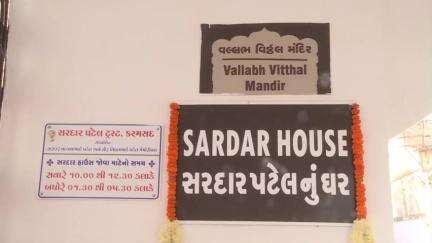 વલ્લભ વિઠ્ઠલ મંદિર
Vallabh Vitthal
Mandir
સરદાર પટેલ ટ્રસ્ટ, કરમસદ
સરદાર હાઉસ જોવા માટેનો સમય
સવારે ૧૦.૦૦ થી ૧૨.૩૦ કલાકે
બપોરે ૦૧.૩૦ થી ૦૫.૩૦ કલાકે
SARDAR HOUSE
સરદાર પટેલ નું ઘર